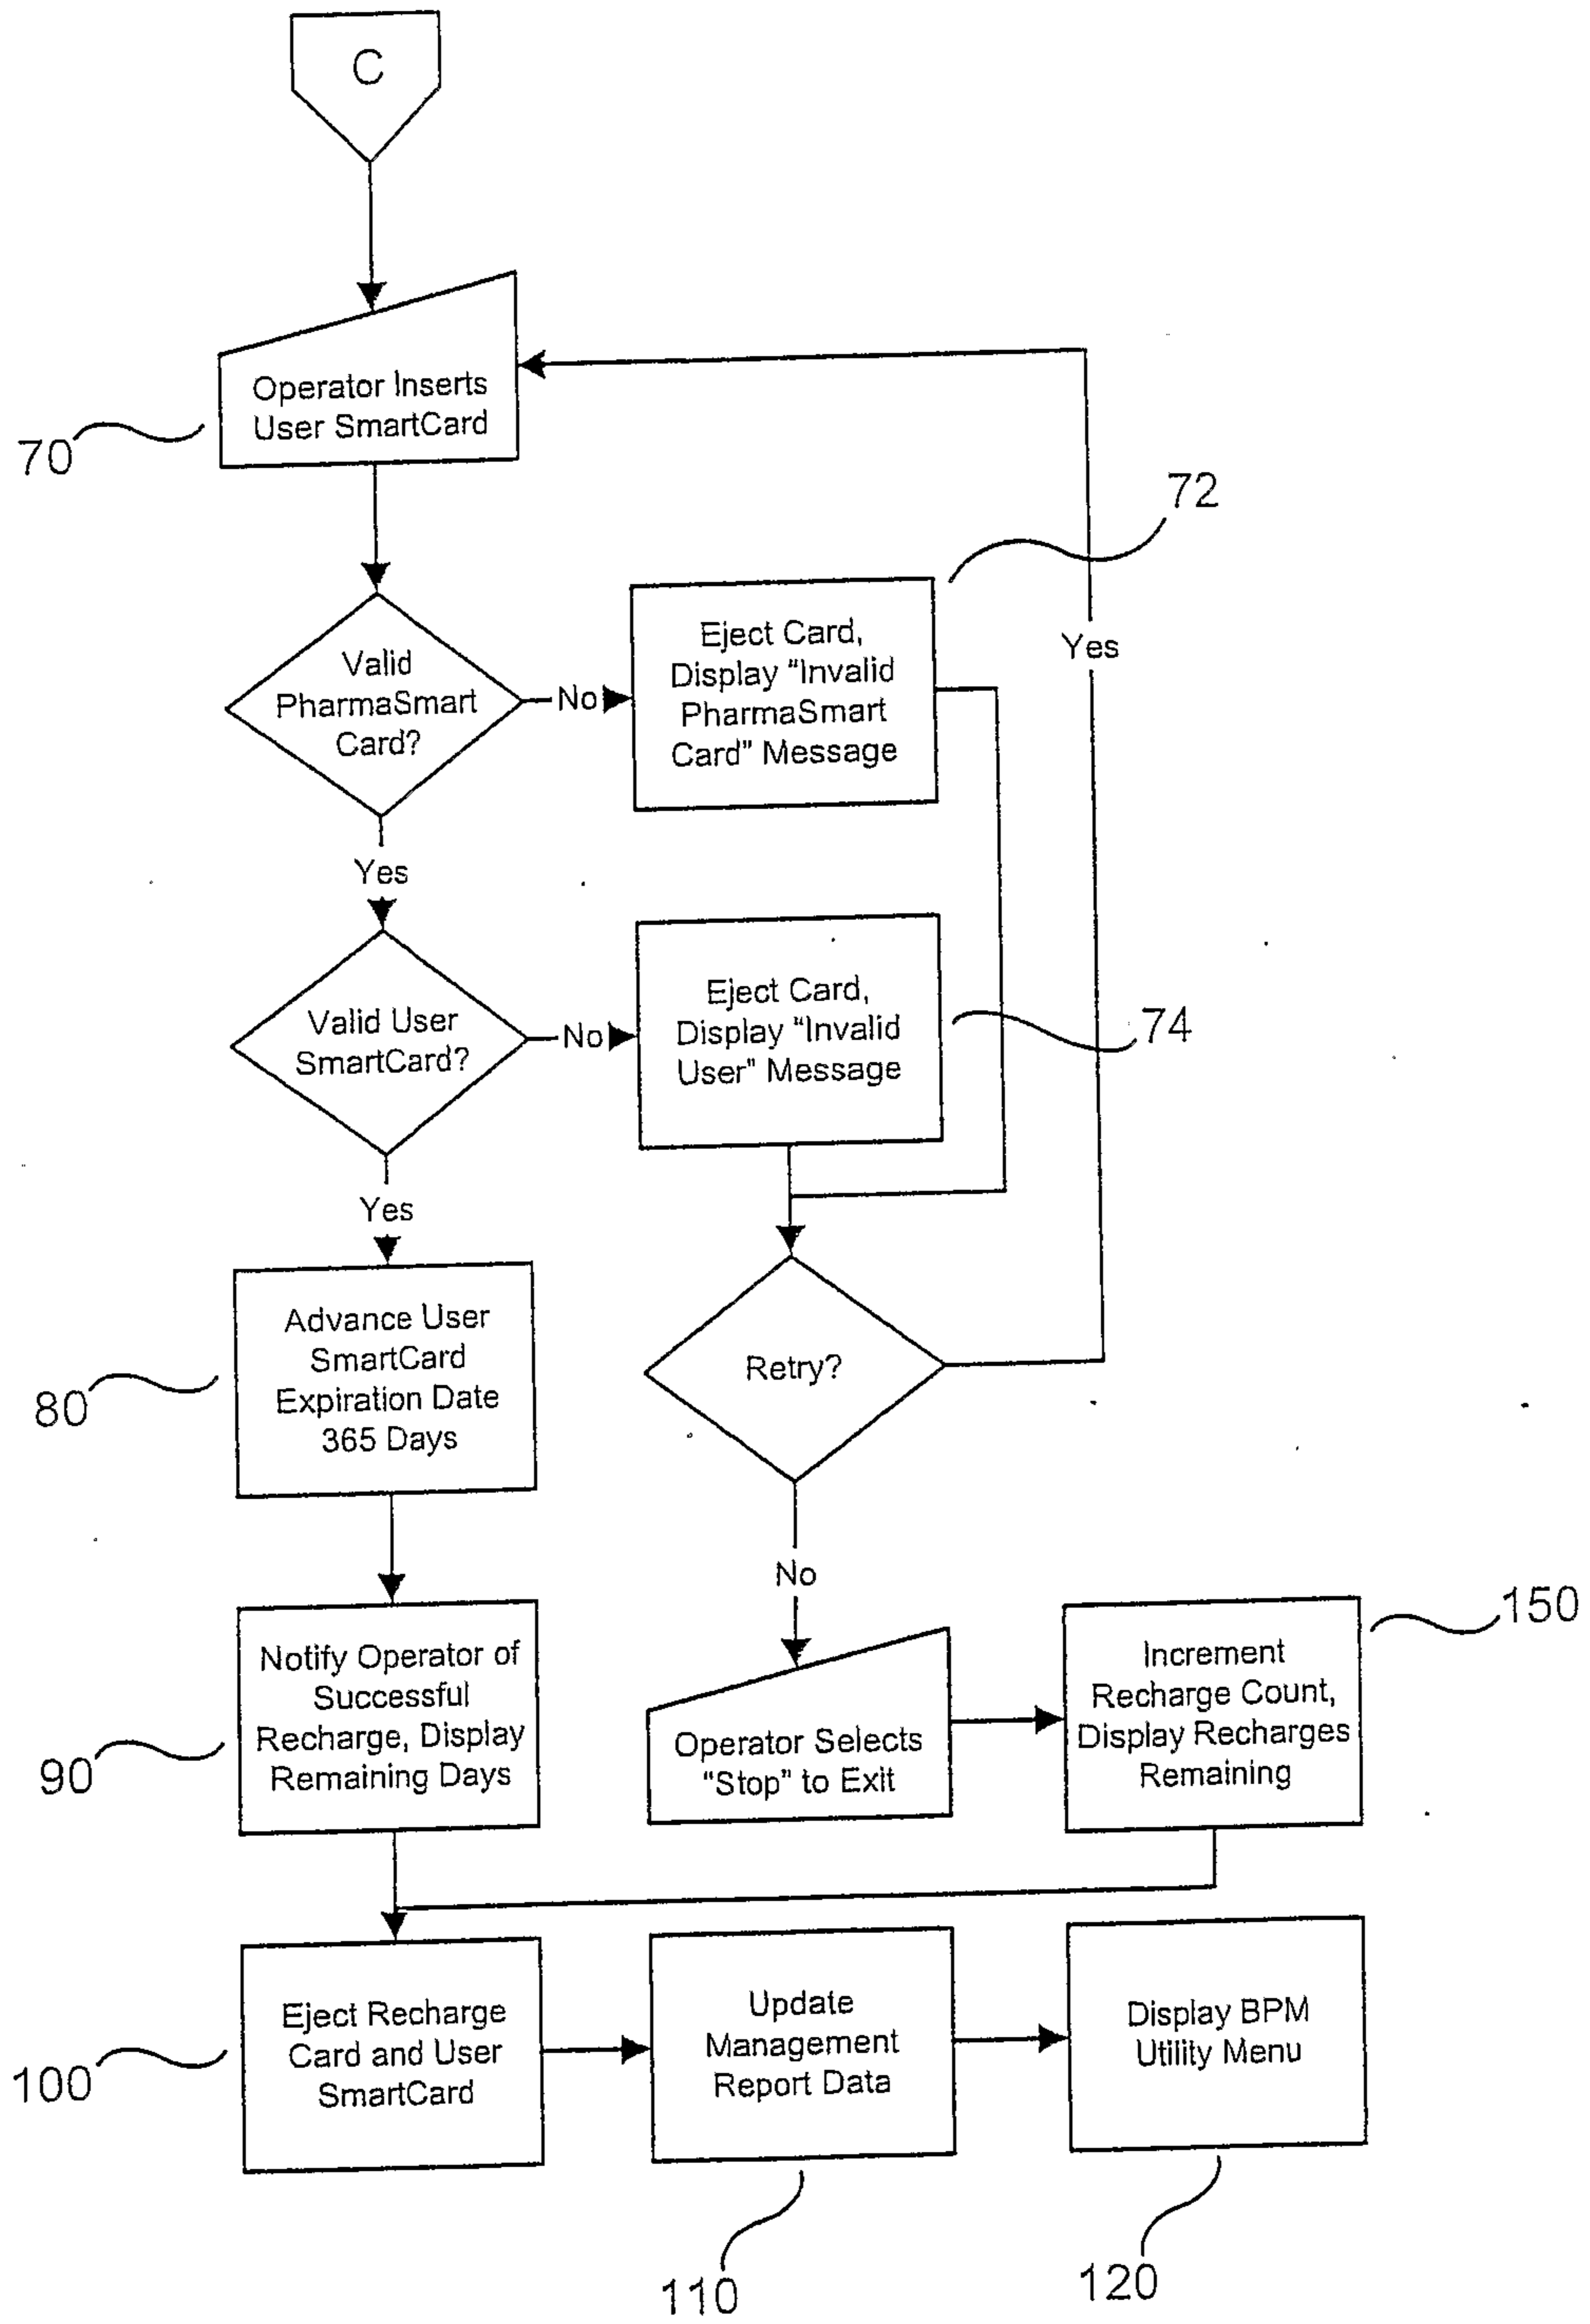 C
Operator Inserts
User SmartCard
70
72
Valid
PharmaSmart
Card?
No
Eject Card,
Display "Invalid
PharmaSmart
Card" Message
Yes
Yes
Valid User
SmartCard?
No
Eject Card,
Display "Invalid
User" Message
74
Yes
Advance User
SmartCard
Expiration Date
365 Days
80
Retry?
No
Notify Operator of
Successful
Recharge, Display
Remaining Days
90
Operator Selects
"Stop" to Exit
Increment
Recharge Count,
Display Recharges
Remaining
150
Eject Recharge
Card and User
SmartCard
100
Update
Management
Report Data
110
Display BPM
Utility Menu
120